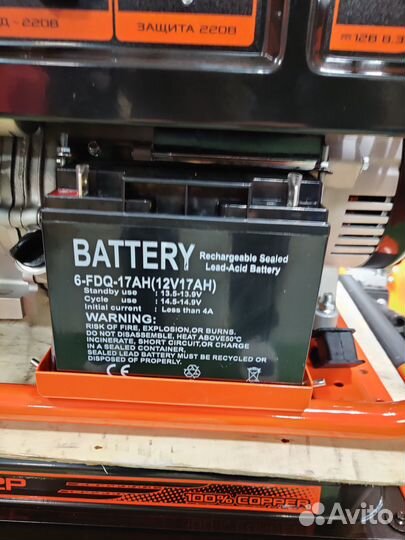 Д - 220В
ЗАЩИТА 220В
12В 8.3
BATTERY Rechargeable Sealed
Lead-Acid Battery
6-FDQ-17AH(12V17AH)
Standby use : 13.5-13.9V
Cycle use : 14.5-14.9V
Initial current : Less than 4A
WARNING:
RISK OF FIRE, EXPLOSION,OR BURNS.
DO NOT DISASSEMBLE, HEAT ABOVE50°C
INCINERATE, SHORT CIRCUIT,OR CHARGE
IN A SEALED CONTAINER.
SEALED LEAD BATTERY MUST BE RECYCLED OR
DISPOSED OF PROPERLY.
CE
Pb
100% COPPER
Avito